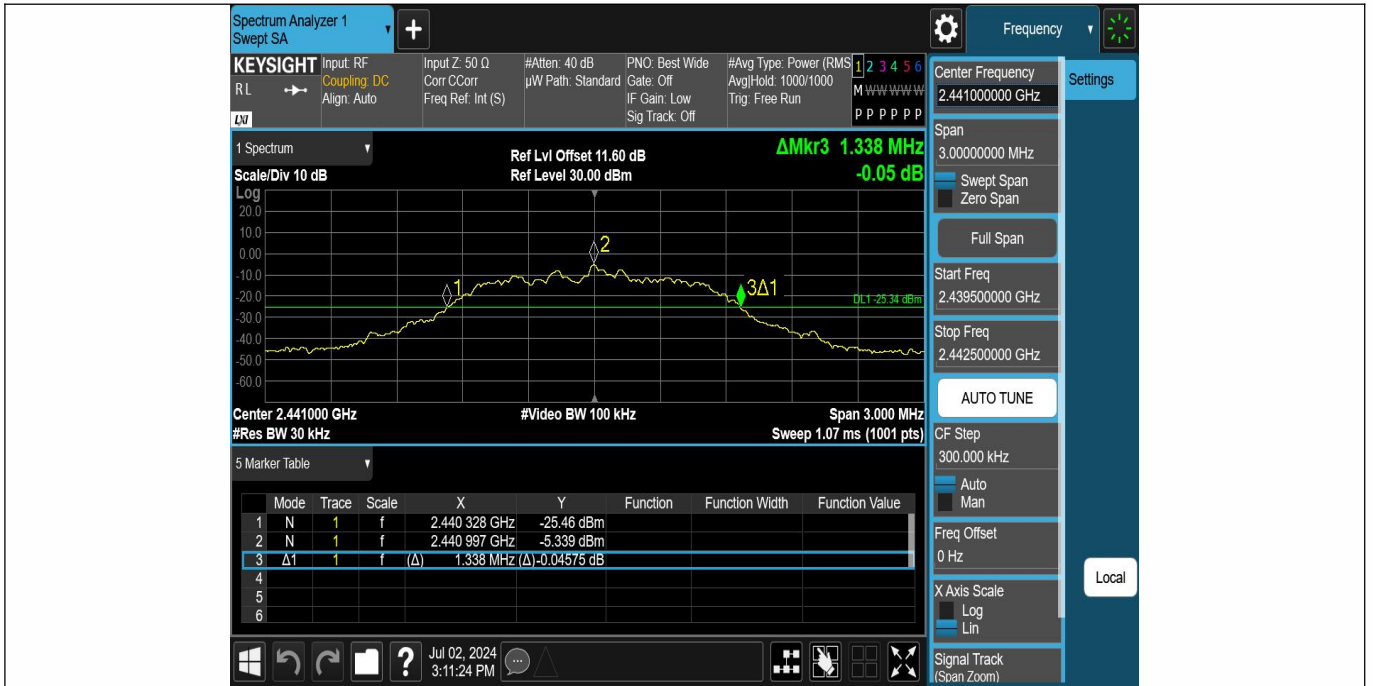 Spectrum Analyzer 1
Swept SA
+
Frequency
KEYSIGHT
RL
LXI
Input: RF
Coupling: DC
Align: Auto
Input Z: 50 Ω
Corr CCorr
Freq Ref: Int (S)
#Atten: 40 dB
µW Path: Standard
PNO: Best Wide
Gate: Off
IF Gain: Low
Sig Track: Off
#Avg Type: Power (RMS
Avg|Hold: 1000/1000
Trig: Free Run
1 2 3 4 5 6
M W W W W W
P P P P P P
1 Spectrum
Scale/Div 10 dB
Ref Lvl Offset 11.60 dB
Ref Level 30.00 dBm
ΔMkr3 1.338 MHz
-0.05 dB
Log
20.0
10.0
0.00
-10.0
-20.0
-30.0
-40.0
-50.0
-60.0
1
2
3Δ1
DL1 -25.34 dBm
Center 2.441000 GHz
#Video BW 100 kHz
Span 3.000 MHz
#Res BW 30 kHz
Sweep 1.07 ms (1001 pts)
5 Marker Table
Mode Trace Scale X Y Function Function Width Function Value
1 N 1 f 2.440 328 GHz -25.46 dBm
2 N 1 f 2.440 997 GHz -5.339 dBm
3 Δ1 1 f (Δ) 1.338 MHz (Δ) -0.04575 dB
4
5
6
Jul 02, 2024
3:11:24 PM
?
Center Frequency
2.441000000 GHz
Settings
Span
3.00000000 MHz
Swept Span
Zero Span
Full Span
Start Freq
2.439500000 GHz
Stop Freq
2.442500000 GHz
AUTO TUNE
CF Step
300.000 kHz
Auto
Man
Freq Offset
0 Hz
X Axis Scale
Log
Lin
Signal Track
(Span Zoom)
Local